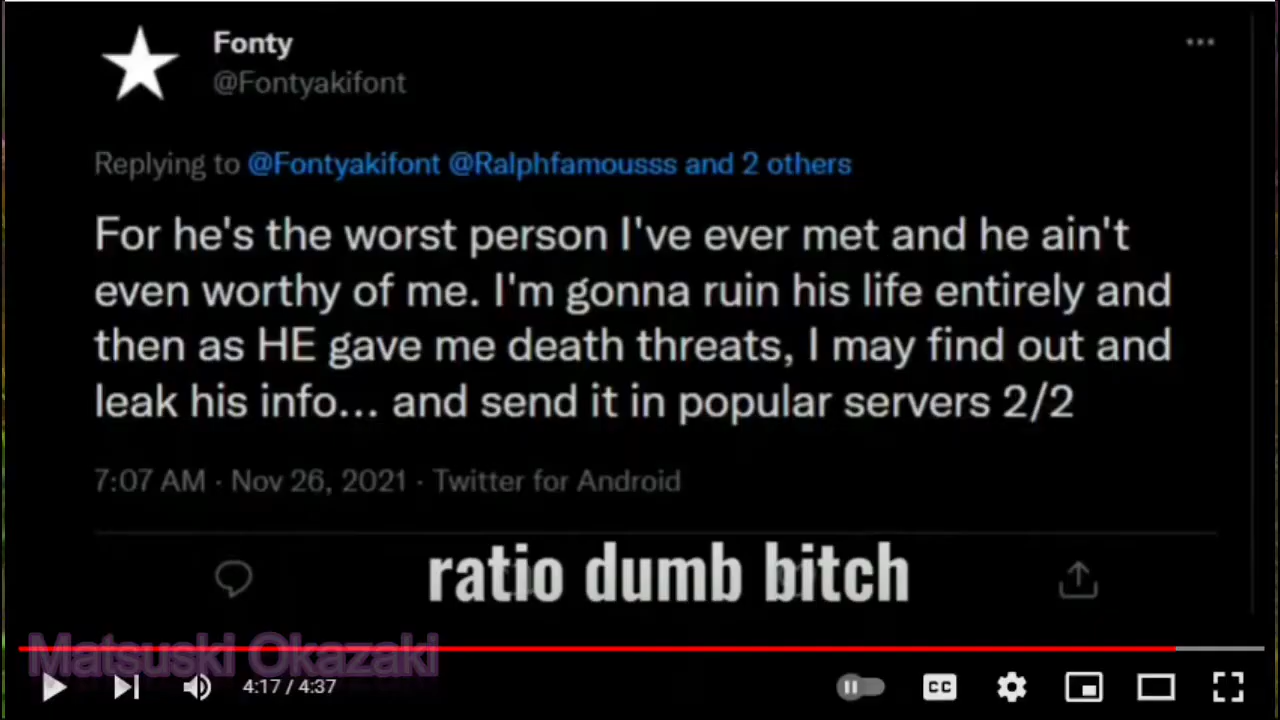 Fonty
@Fontyakifont
Replying to @Fontyakifont @Ralphfamousss and 2 others
For he's the worst person I've ever met and he ain't
even worthy of me. I'm gonna ruin his life entirely and
then as HE gave me death threats, I may find out and
leak his info... and send it in popular servers 2/2
7:07 AM · Nov 26, 2021 · Twitter for Android
ratio dumb bitch
Matsuski Okazaki
4:17 / 4:37
CC